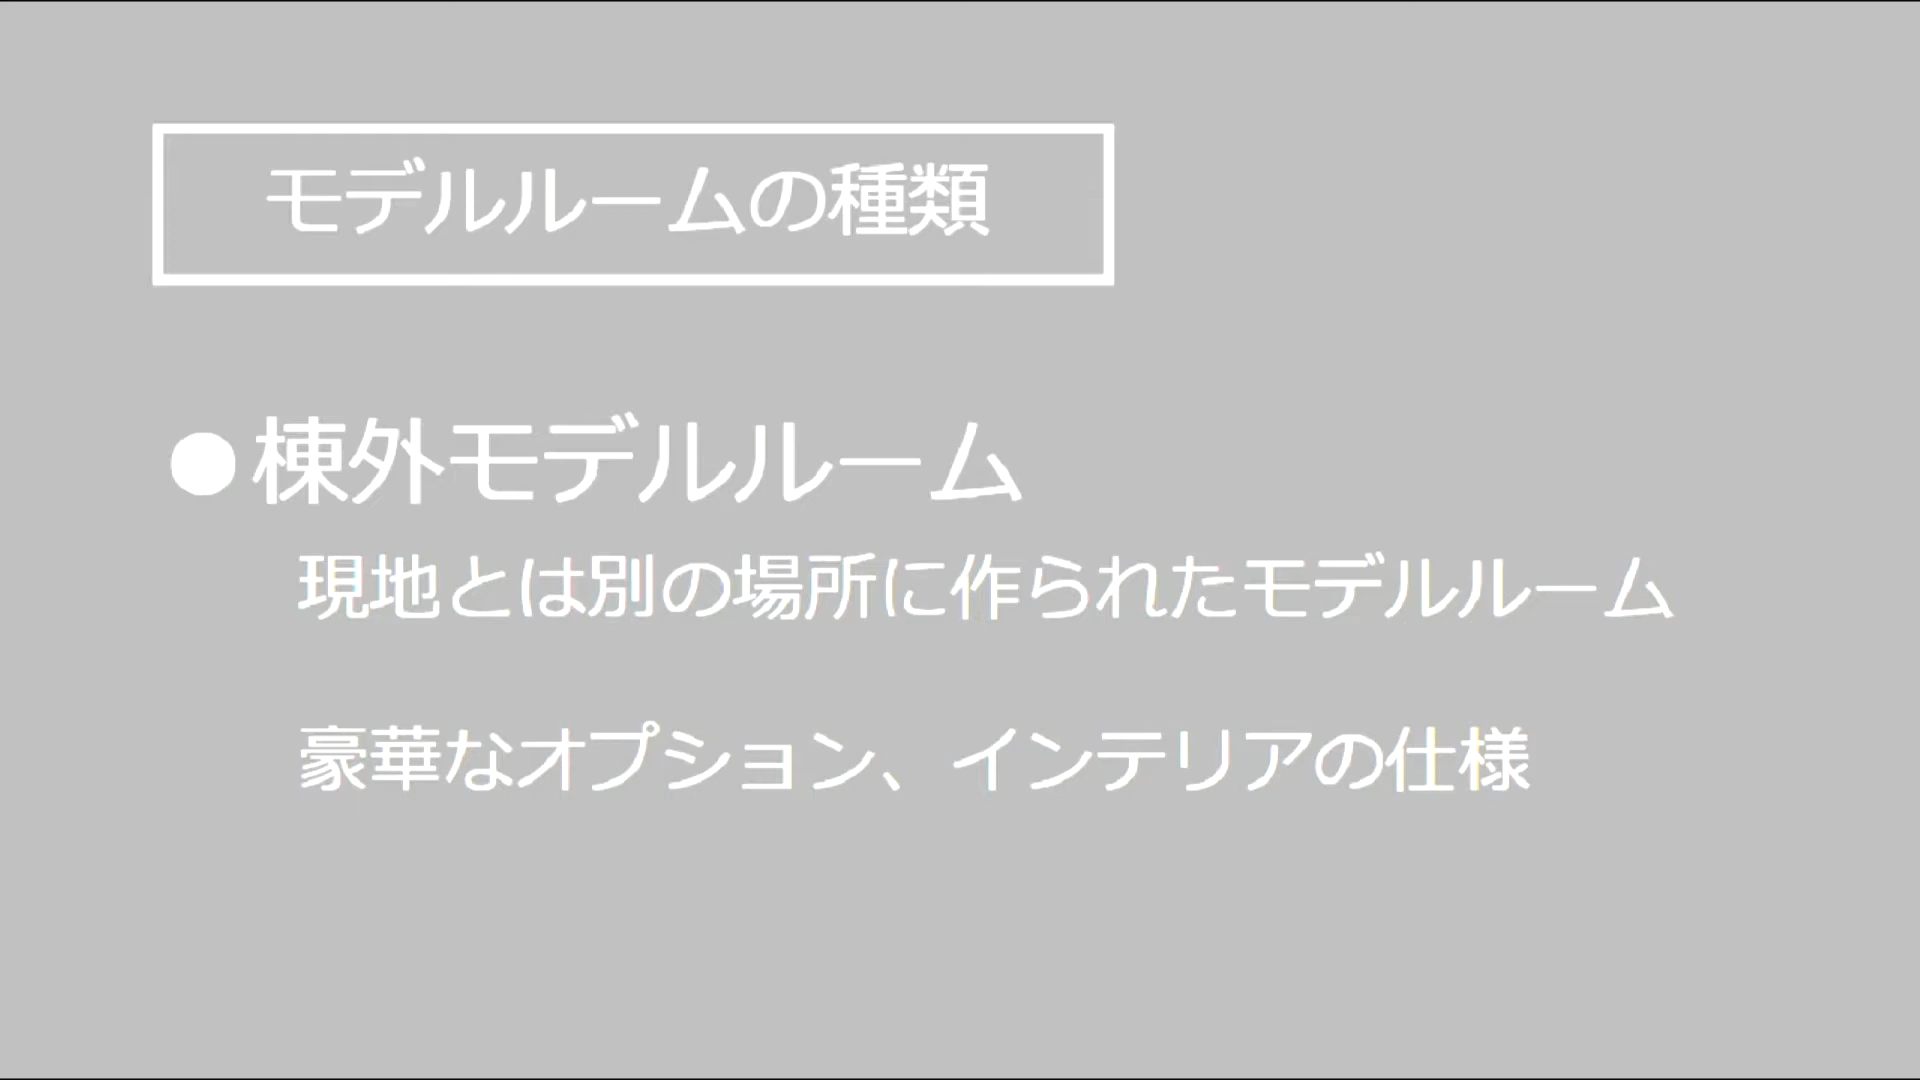 モデルルームの種類
●棟外モデルルーム
現地とは別の場所に作られたモデルルーム
豪華なオプション、インテリアの仕様